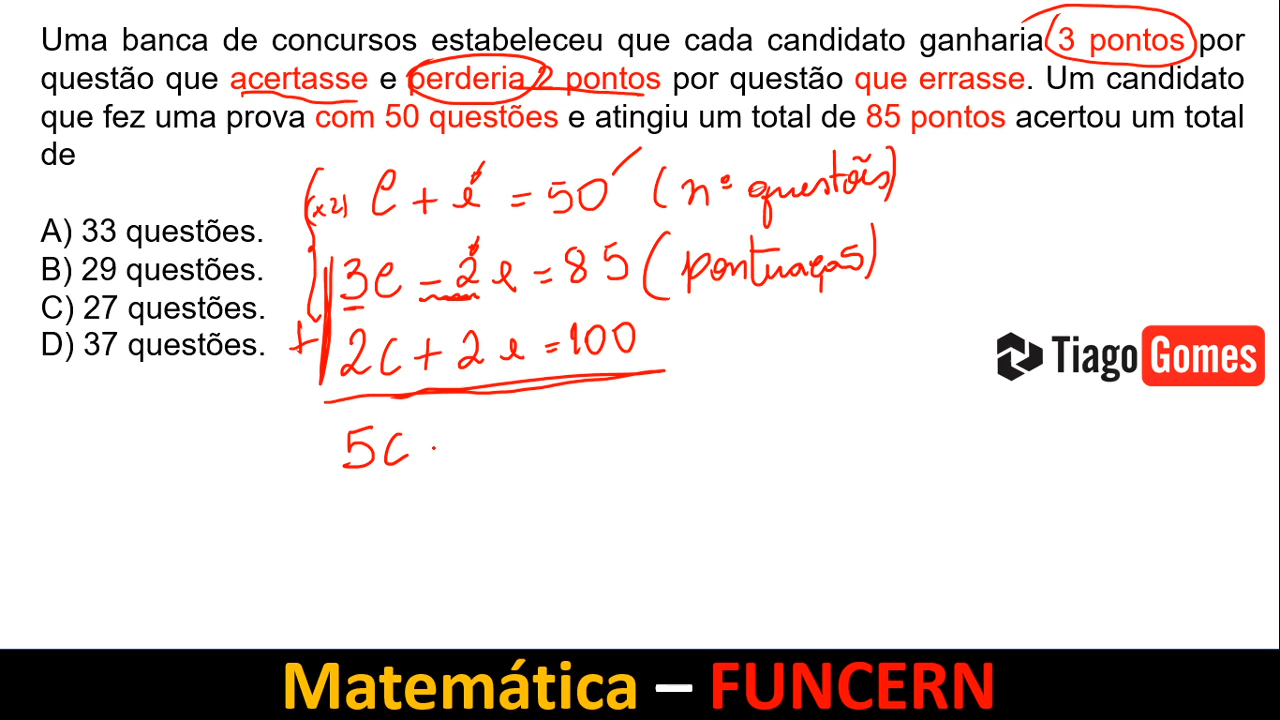 Uma banca de concursos estabeleceu que cada candidato ganharia 3 pontos por
questão que acertasse e perderia 2 pontos por questão que errasse. Um candidato
que fez uma prova com 50 questões e atingiu um total de 85 pontos acertou um total
de
(x2) C + e = 50 (nº questões)
A) 33 questões.
B) 29 questões.
3C - 2e = 85 (pontuação)
C) 27 questões.
D) 37 questões.
+ 2C + 2e = 100
5C
Tiago Gomes
Matemática – FUNCERN